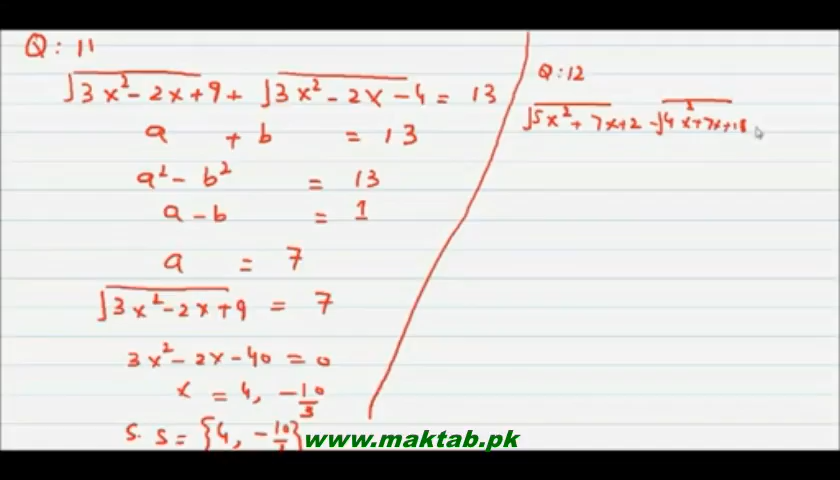 Q : 11
√3x² - 2x + 9 + √3x² - 2x - 4 = 13
a + b = 13
a² - b² = 13
a - b = 1
a = 7
√3x² - 2x + 9 = 7
3x² - 2x - 40 = 0
x = 4, -10/3
S. S = {4, -10/3}
Q : 12
√5x² + 7x + 2 - √4x² + 7x + 18
www.maktab.pk